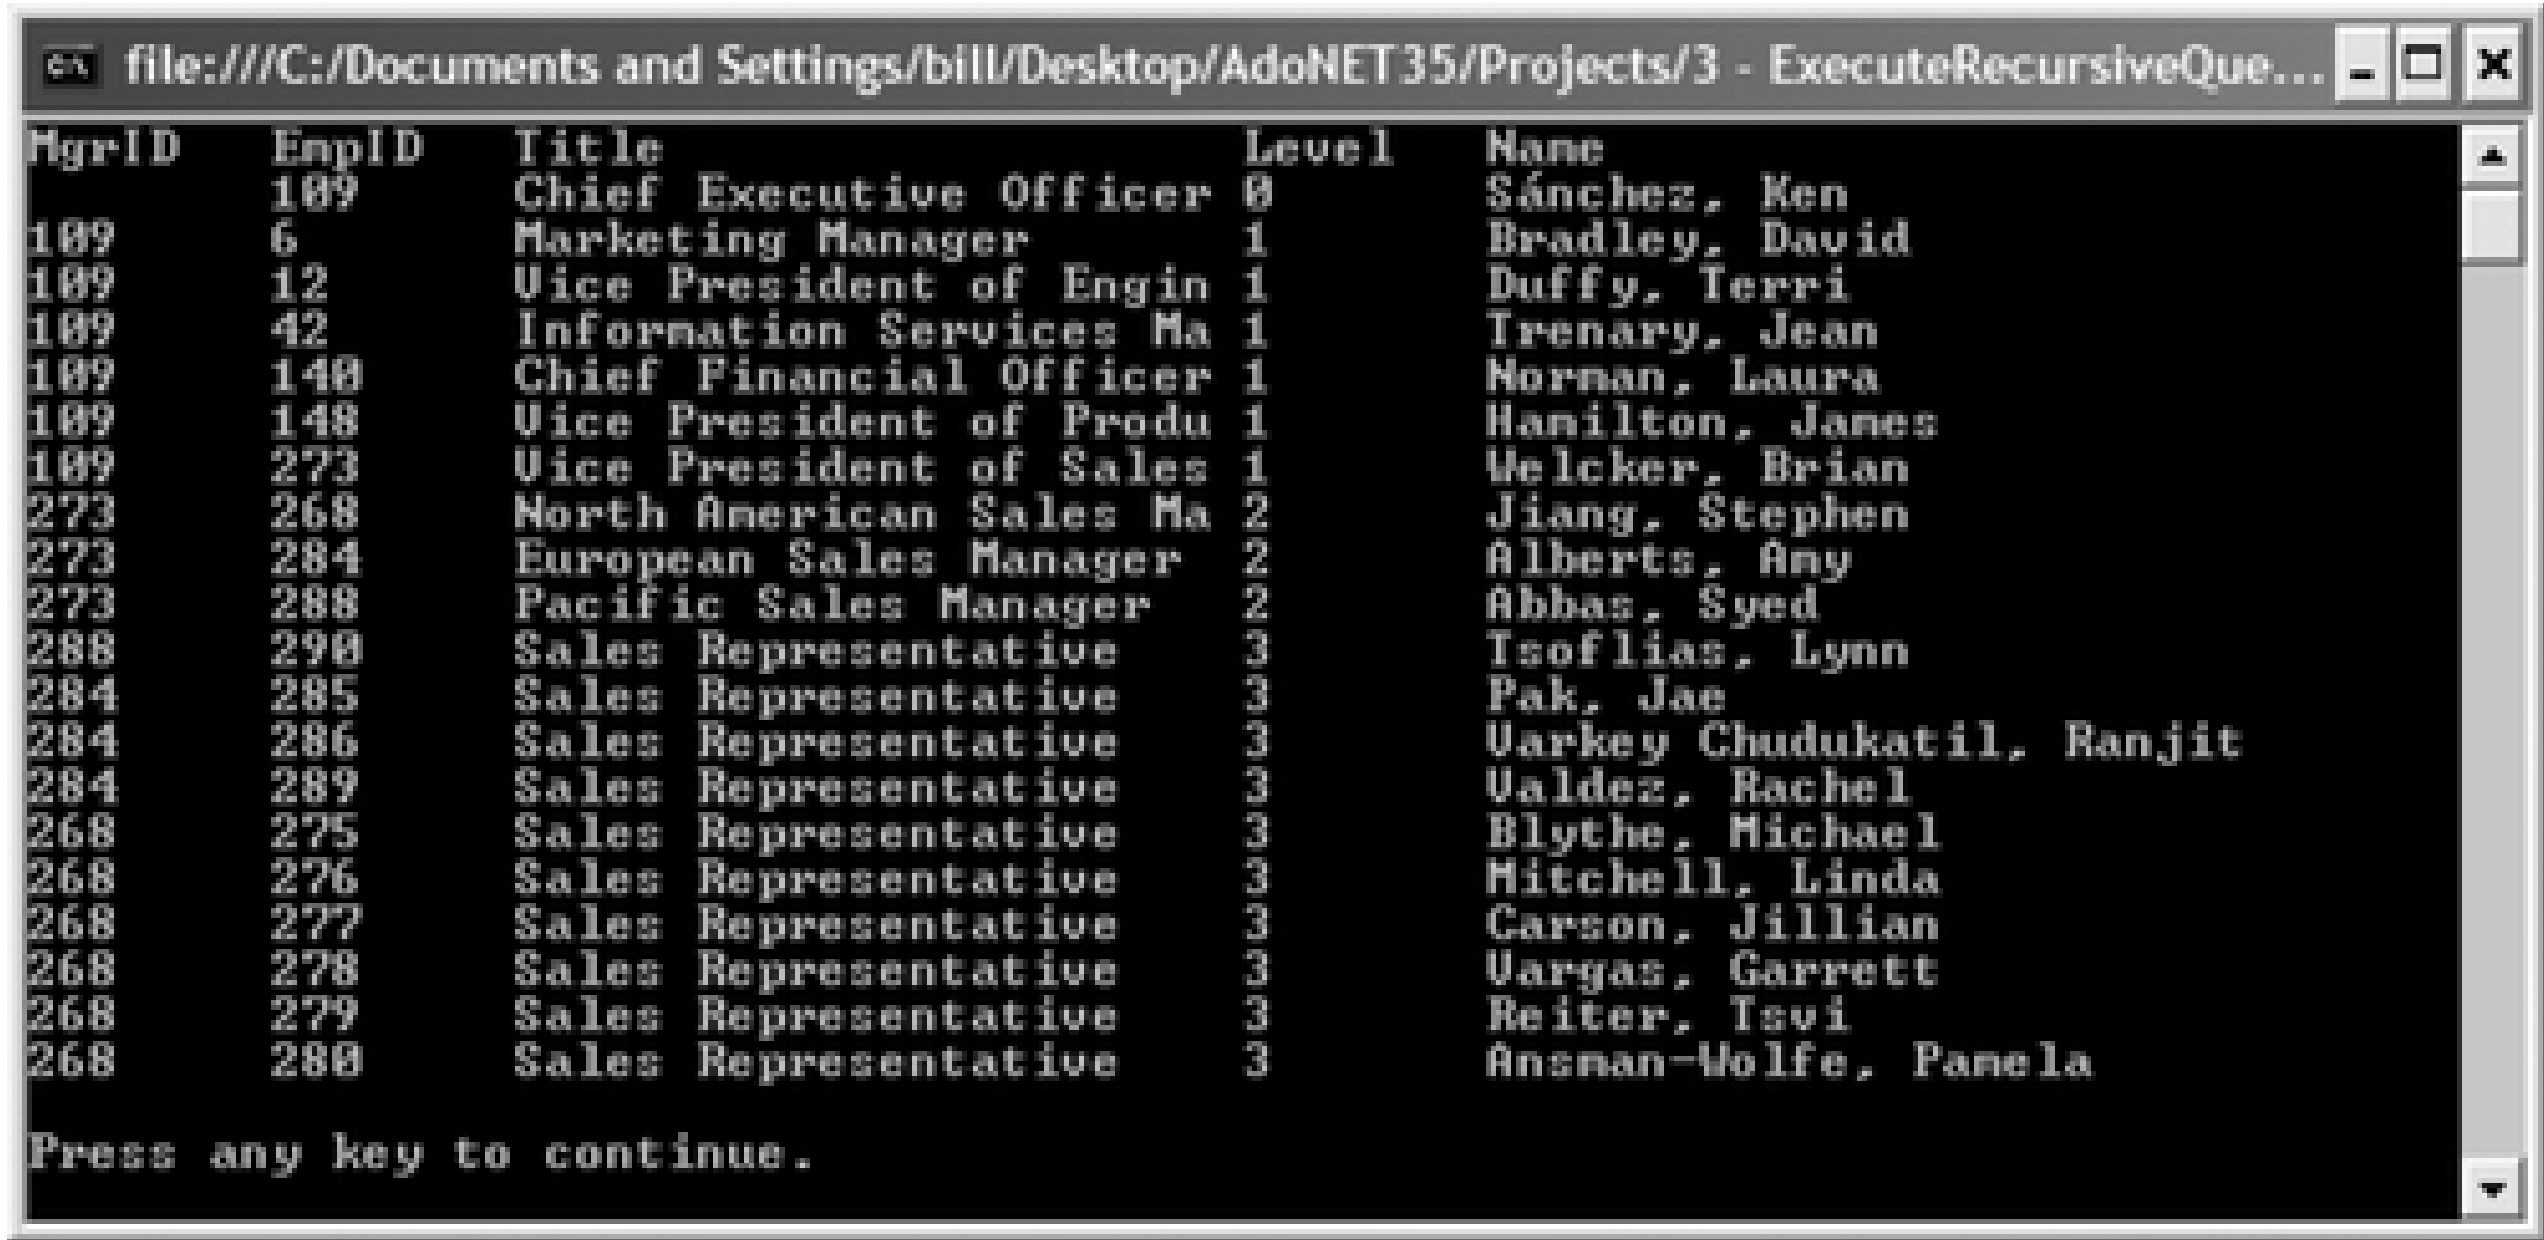 file:///C:/Documents and Settings/bill/Desktop/AdoNET35/Projects/3 - ExecuteRecursiveQue...
MgrID EmpID Title Level Name
109 Chief Executive Officer 0 Sánchez, Ken
109 6 Marketing Manager 1 Bradley, David
109 12 Vice President of Engin 1 Duffy, Terri
109 42 Information Services Ma 1 Trenary, Jean
109 140 Chief Financial Officer 1 Norman, Laura
109 148 Vice President of Produ 1 Hamilton, James
109 273 Vice President of Sales 1 Welcker, Brian
273 268 North American Sales Ma 2 Jiang, Stephen
273 284 European Sales Manager 2 Alberts, Amy
273 288 Pacific Sales Manager 2 Abbas, Syed
288 290 Sales Representative 3 Tsoflias, Lynn
284 285 Sales Representative 3 Pak, Jae
284 286 Sales Representative 3 Varkey Chudukatil, Ranjit
284 289 Sales Representative 3 Valdez, Rachel
268 275 Sales Representative 3 Blythe, Michael
268 276 Sales Representative 3 Mitchell, Linda
268 277 Sales Representative 3 Carson, Jillian
268 278 Sales Representative 3 Vargas, Garrett
268 279 Sales Representative 3 Reiter, Tsvi
268 280 Sales Representative 3 Ansman-Wolfe, Pamela
Press any key to continue.